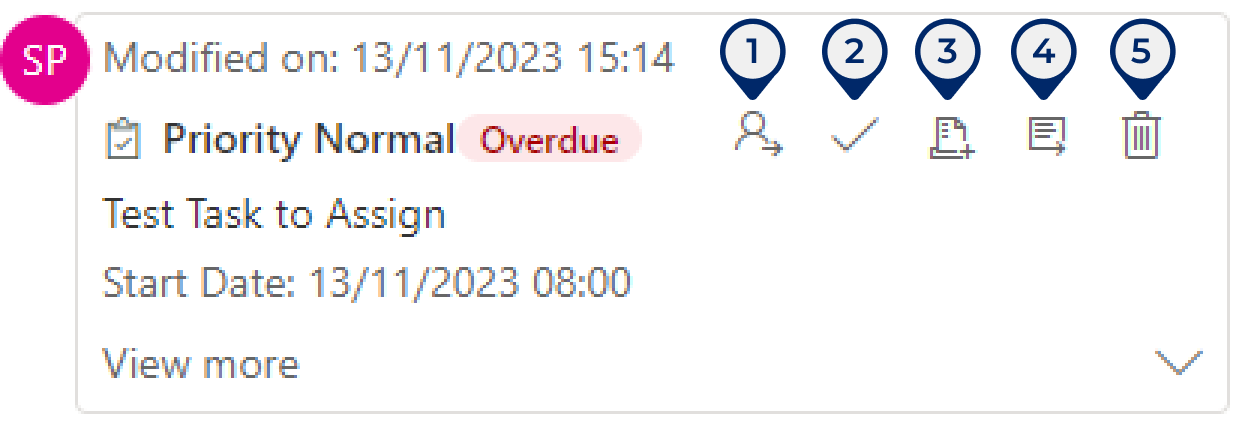 SP
Modified on: 13/11/2023 15:14
1 2 3 4 5
Priority Normal Overdue
Test Task to Assign
Start Date: 13/11/2023 08:00
View more